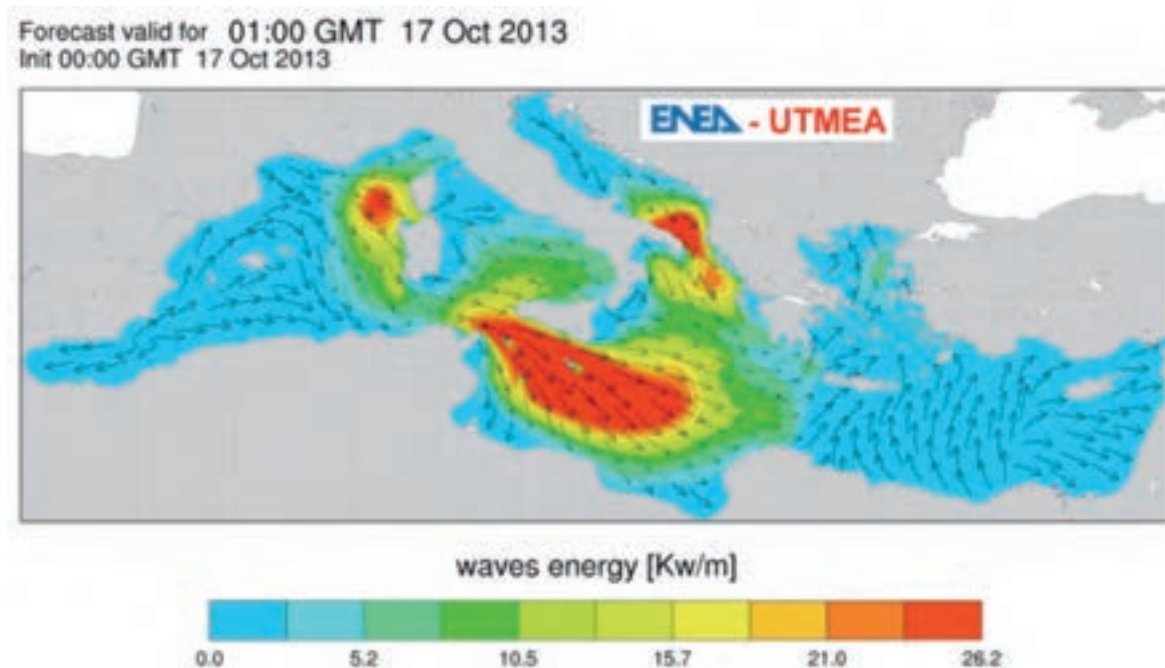 Forecast valid for 01:00 GMT 17 Oct 2013
Init 00:00 GMT 17 Oct 2013
ENEA - UTMEA
waves energy [Kw/m]
0.0 5.2 10.5 15.7 21.0 26.2